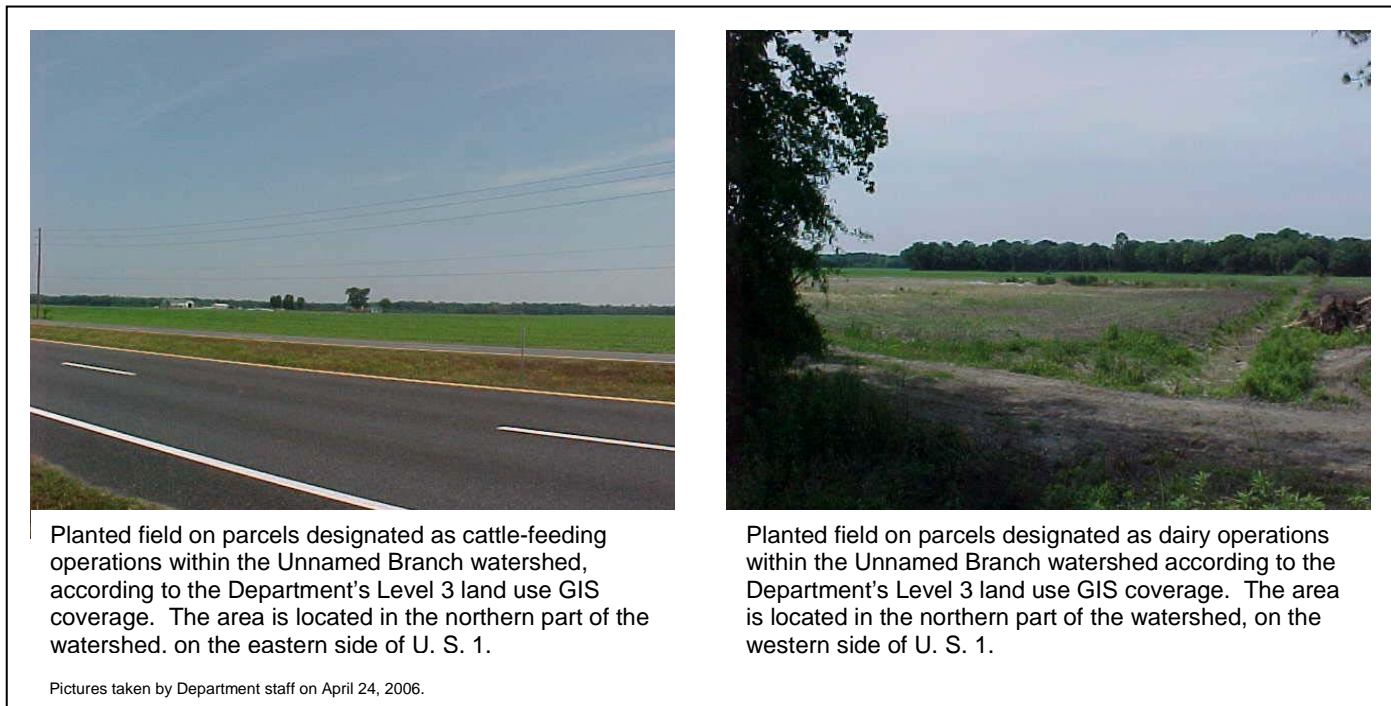 Planted field on parcels designated as cattle-feeding
operations within the Unnamed Branch watershed,
according to the Department’s Level 3 land use GIS
coverage.  The area is located in the northern part of the
watershed. on the eastern side of U. S. 1.
Planted field on parcels designated as dairy operations
within the Unnamed Branch watershed according to the
Department’s Level 3 land use GIS coverage.  The area
is located in the northern part of the watershed, on the
western side of U. S. 1.
Pictures taken by Department staff on April 24, 2006.